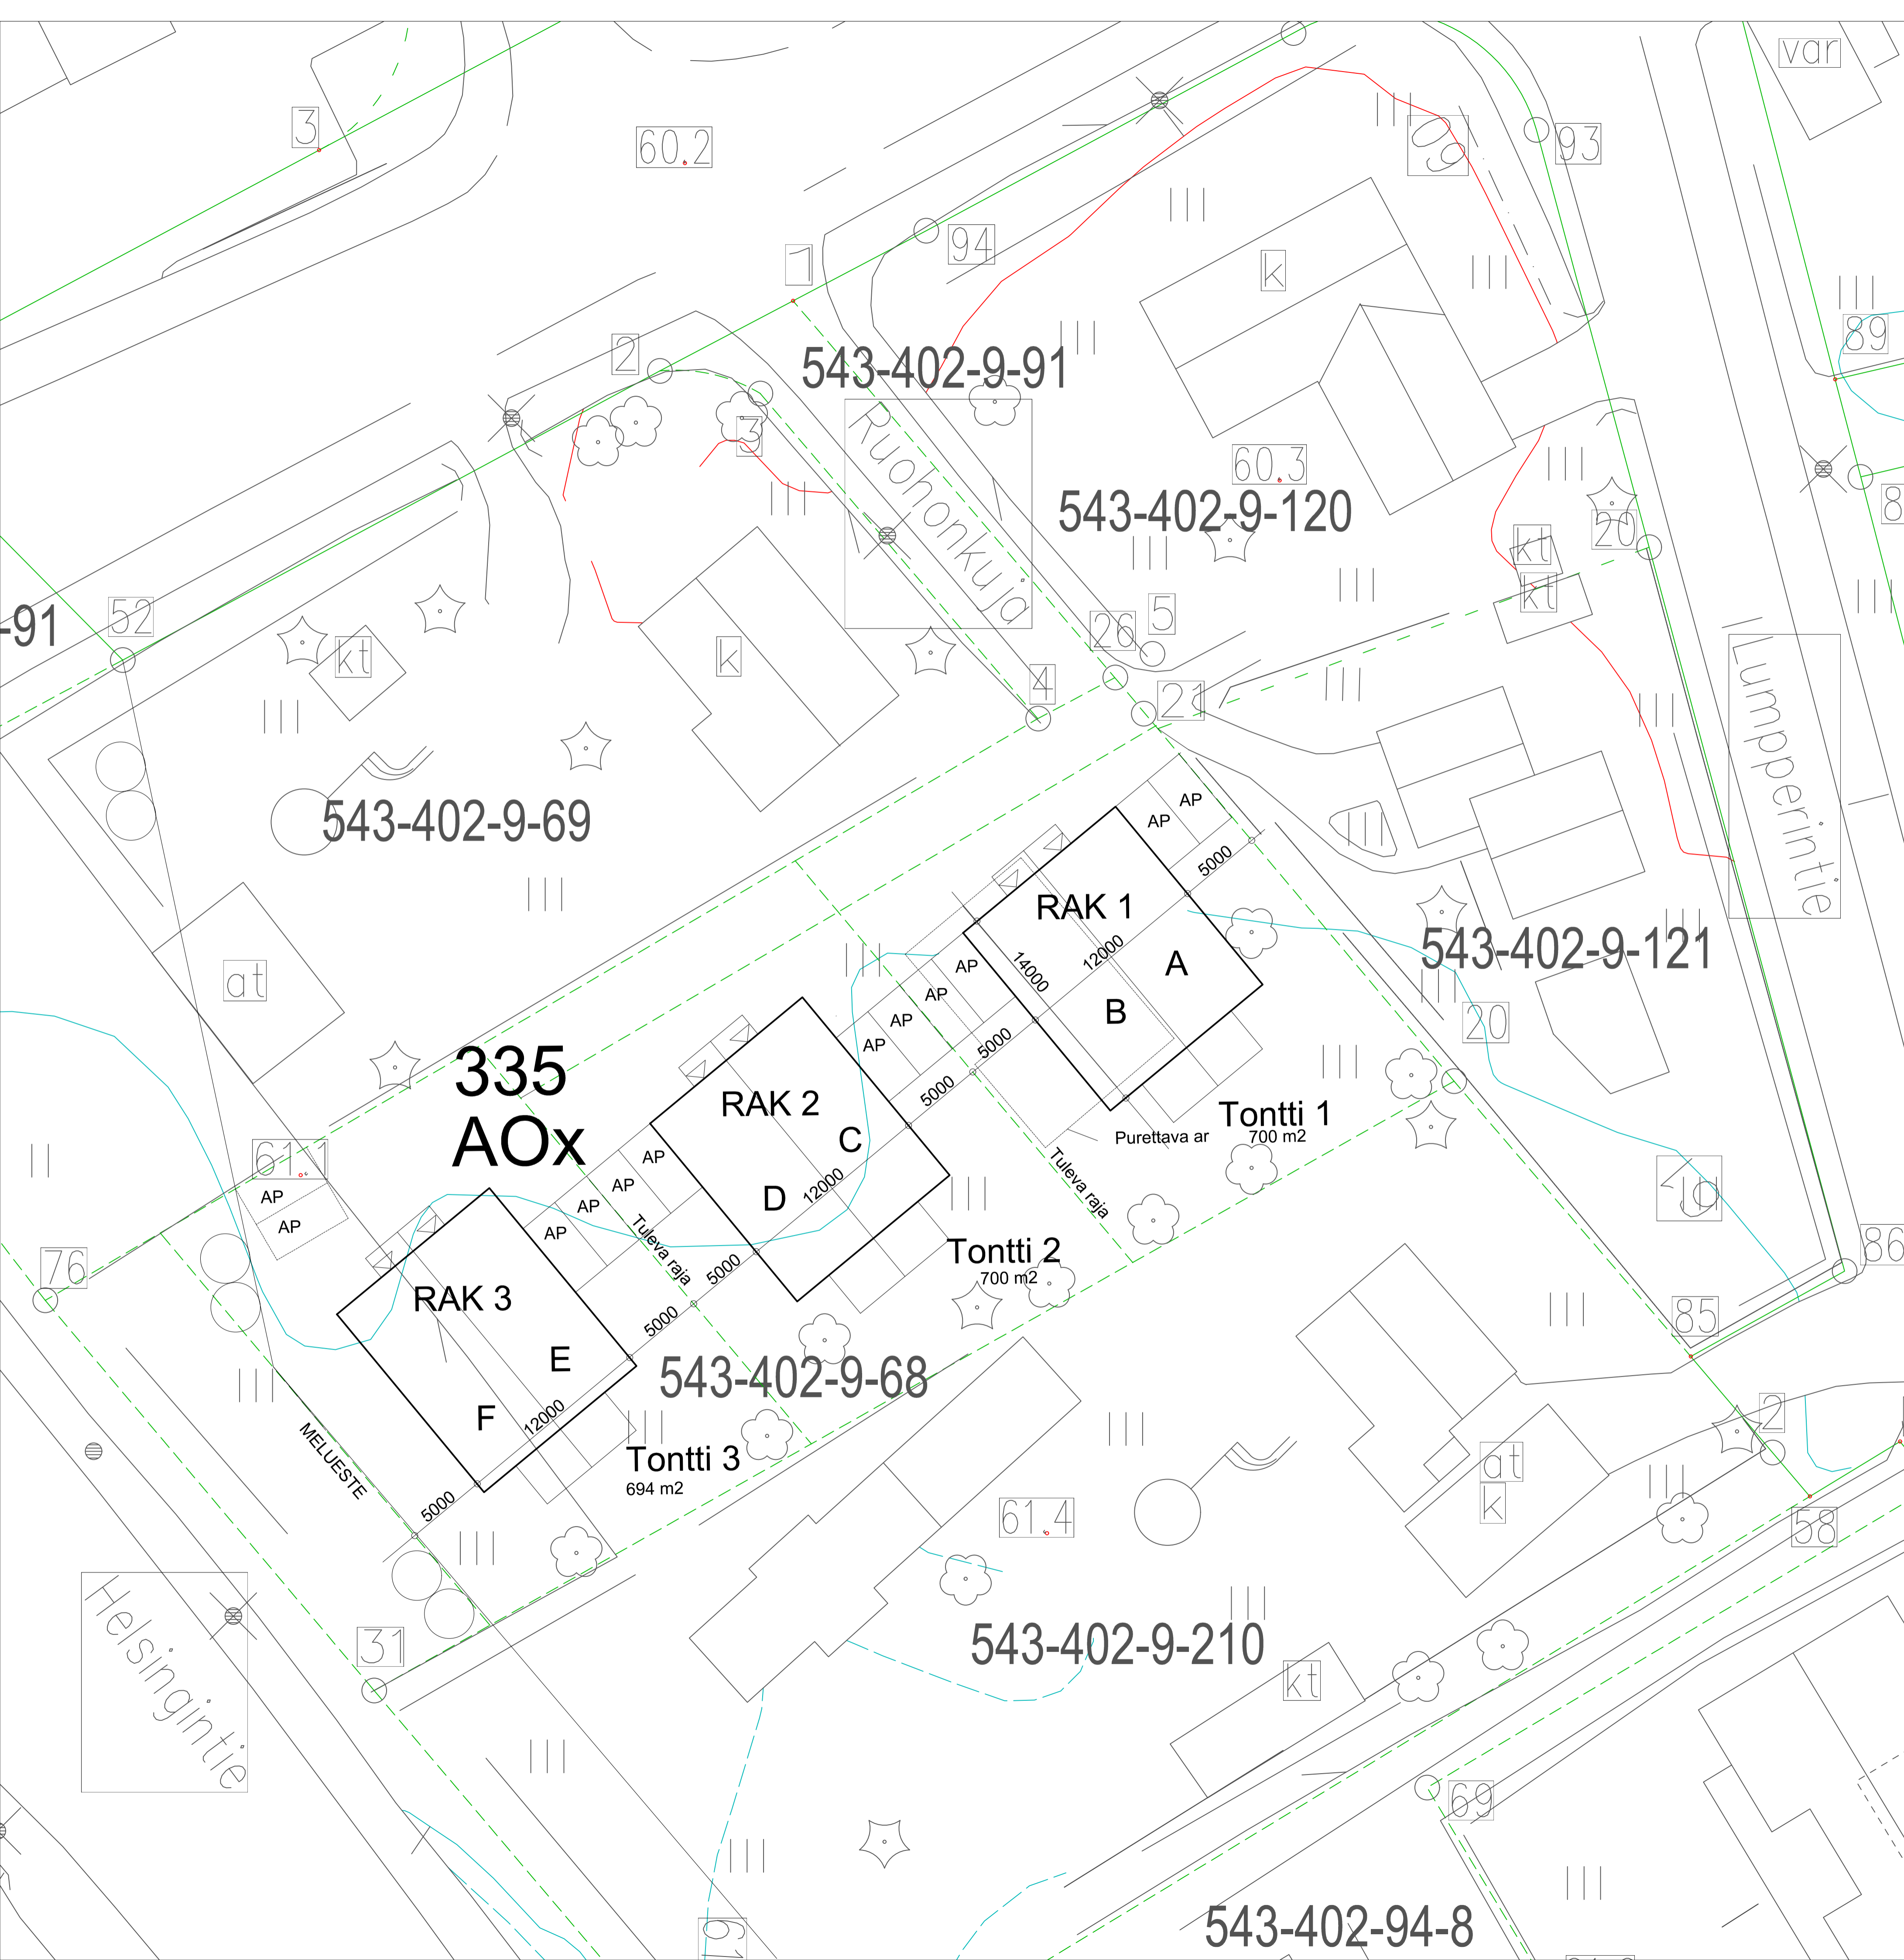 var
3
60.2
60
93
94
1
k
89
2
543-402-9-91
3
Ruohonkuja
60.3
543-402-9-120
20
kt
kt
-91
52
kt
k
5
26
4
21
Lumpperintie
543-402-9-69
AP
AP
5000
RAK 1
12000
14000
A
B
543-402-9-121
at
AP
AP
AP
AP
5000
5000
20
335
AOx
RAK 2
C
D
12000
Tontti 1
700 m2
Purettava ar
Tuleva raja
61.1
AP
AP
AP
AP
AP
AP
Tuleva raja
5000
5000
Tontti 2
700 m2
76
86
85
RAK 3
E
F
12000
5000
543-402-9-68
Tontti 3
694 m2
MELUESTE
2
at
k
61.4
58
Helsingintie
31
543-402-9-210
kt
69
543-402-94-8